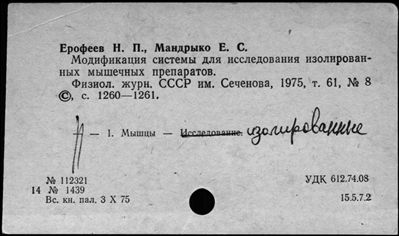 Ерофеев Н. П., Мандрыко Е. С.
Модификация системы для исследования изолирован-
ных мышечных препаратов.
Физиол. журн. СССР им. Сеченова, 1975, т. 61, № 8
©, с. 1260—1261.
— 1. Мышцы — Исследование. изолированные
№ 112321
УДК 612.74.08
14 № 1439
15.5.7.2
Вс. кн. пал. 3 X 75